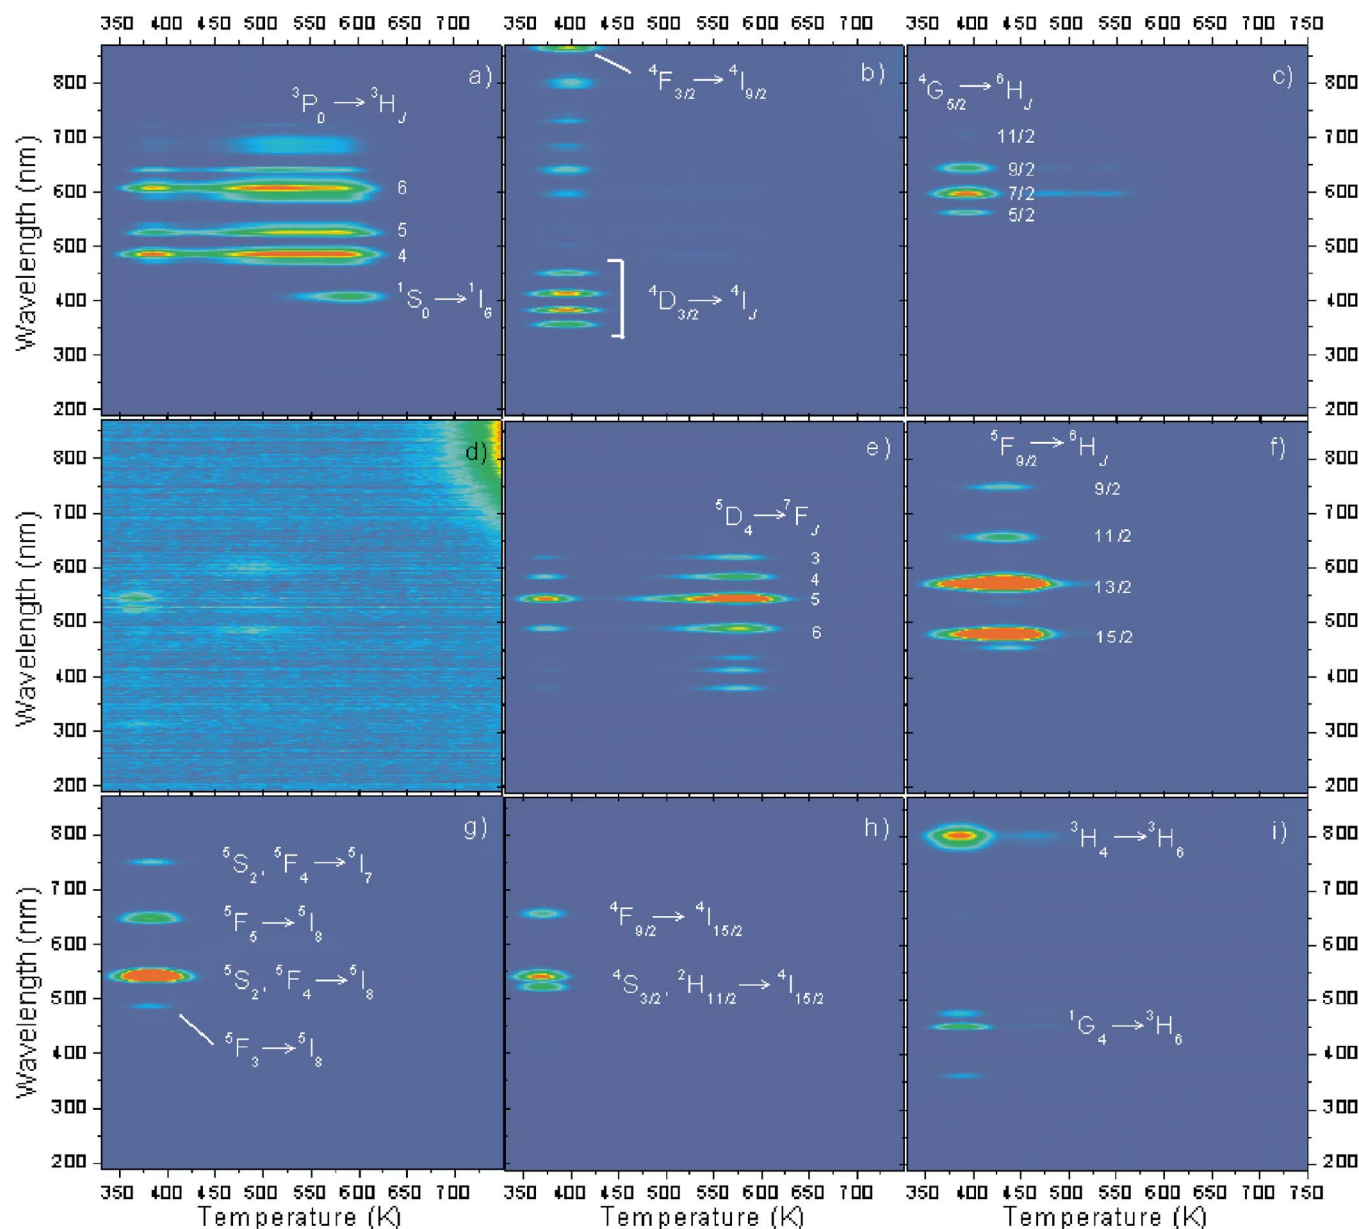 350 400 450 500 550 600 650 700 350 400 450 500 550 600 650 700 350 400 450 500 550 600 650 700 750
Temperature (K) Temperature (K) Temperature (K)
Wavelength (nm)
800
700
600
500
400
300
200
a)
³P₀ → ³H_J
6
5
4
¹S₀ → ¹I₆
b)
⁴F₃/₂ → ⁴I₉/₂
⁴D₃/₂ → ⁴I_J
c)
⁴G₅/₂ → ⁶H_J
11/2
9/2
7/2
5/2
800
700
600
500
400
300
200
Wavelength (nm)
800
700
600
500
400
300
200
d)
e)
⁵D₄ → ⁷F_J
3
4
5
6
f)
⁵F₉/₂ → ⁶H_J
9/2
11/2
13/2
15/2
800
700
600
500
400
300
200
Wavelength (nm)
800
700
600
500
400
300
200
g)
⁵S₂, ⁵F₄ → ⁵I₇
⁵F₅ → ⁵I₈
⁵S₂, ⁵F₄ → ⁵I₈
⁵F₃ → ⁵I₈
h)
⁴F₉/₂ → ⁴I₁₅/₂
⁴S₃/₂, ²H₁₁/₂ → ⁴I₁₅/₂
i)
³H₄ → ³H₆
¹G₄ → ³H₆
800
700
600
500
400
300
200
350 400 450 500 550 600 650 700 350 400 450 500 550 600 650 700 350 400 450 500 550 600 650 700 750
Temperature (K) Temperature (K) Temperature (K)